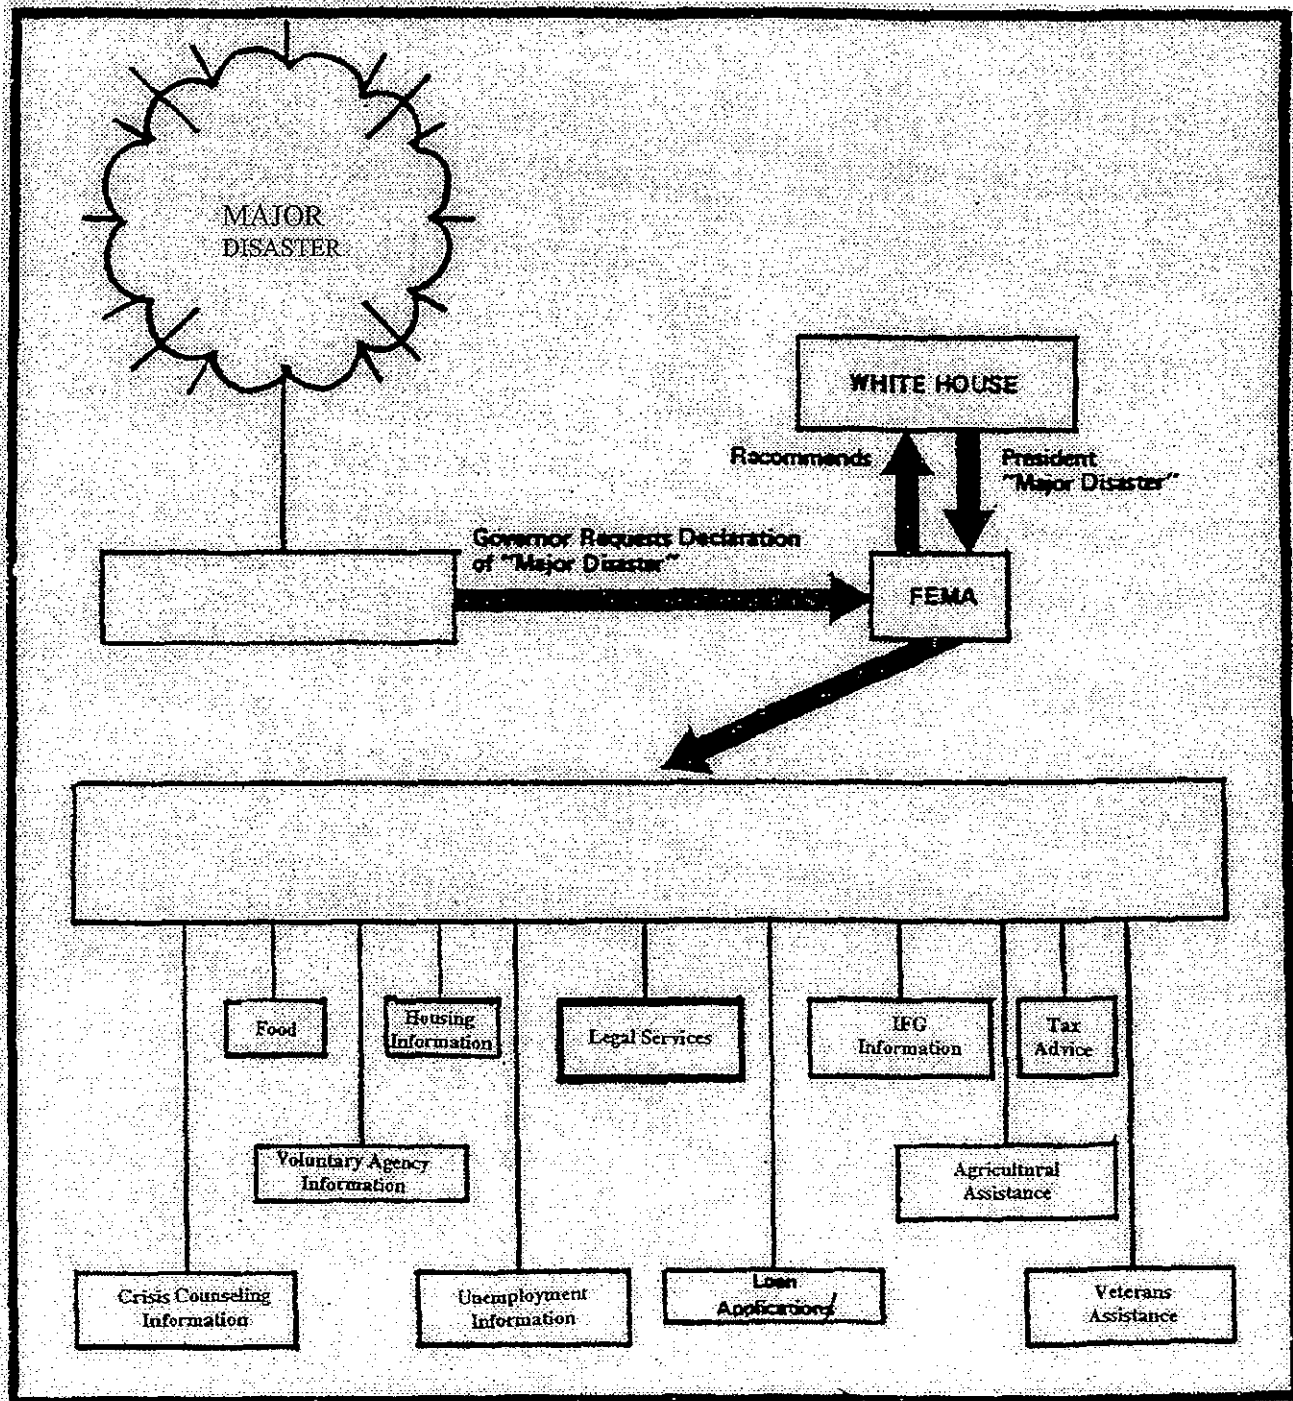 MAJOR
DISASTER
WHITE HOUSE
Recommends
President
"Major Disaster"
Governor Requests Declaration
of "Major Disaster"
FEMA
Food
Housing
Information
Legal Services
IFG
Information
Tax
Advice
Voluntary Agency
Information
Agricultural
Assistance
Crisis Counseling
Information
Unemployment
Information
Loan
Applications
Veterans
Assistance